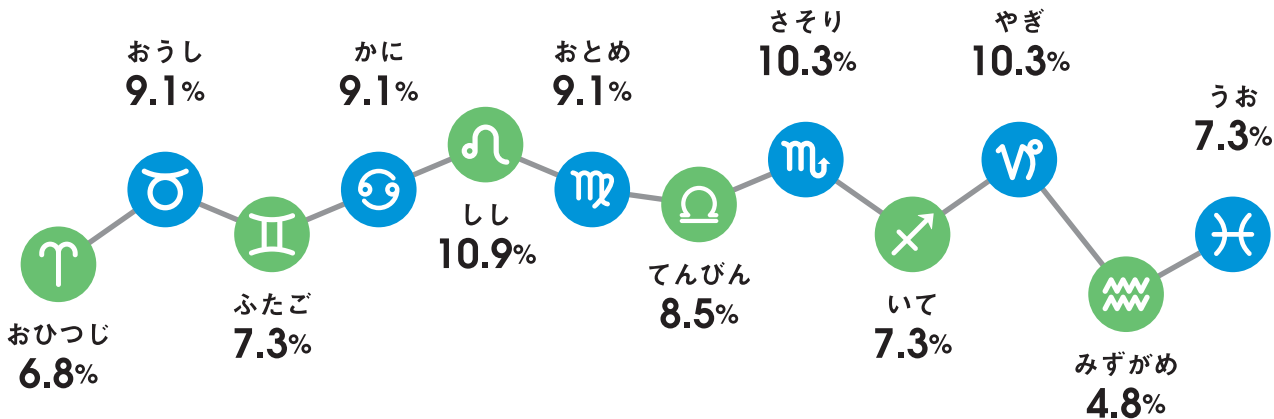 おひつじ
6.8%
おうし
9.1%
ふたご
7.3%
かに
9.1%
しし
10.9%
おとめ
9.1%
てんびん
8.5%
さそり
10.3%
いて
7.3%
やぎ
10.3%
みずがめ
4.8%
うお
7.3%